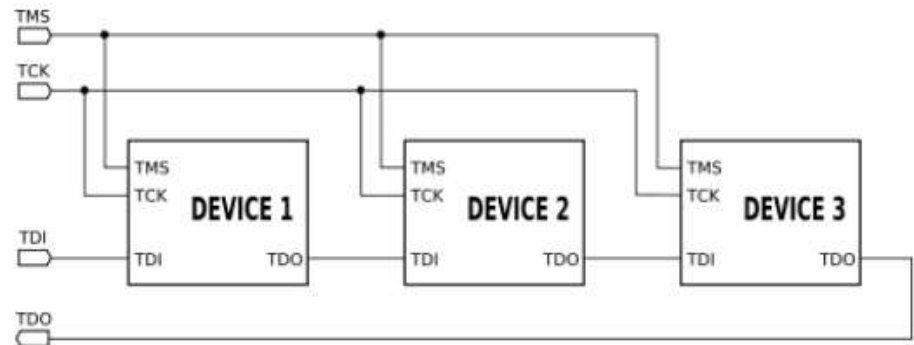 TMS
TCK
TMS
TCK
DEVICE 1
TDI
TDO
TMS
TCK
DEVICE 2
TDI
TDO
TMS
TCK
DEVICE 3
TDI
TDO
TDI
TDO